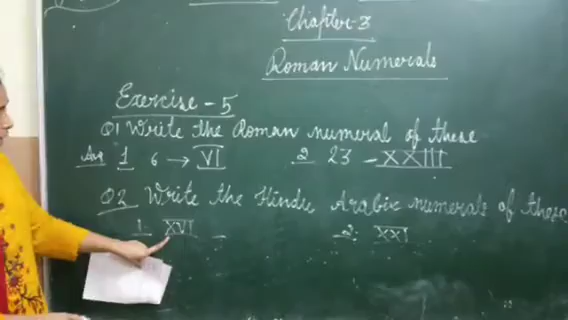 Chapter-3
Roman Numerals
Exercise - 5
Q1 Write the Roman numeral of these
Ans 1 6 → VI 2 23 - XXIII
Q2 Write the Hindu Arabic numerals of these
1 XVI 2. XXI